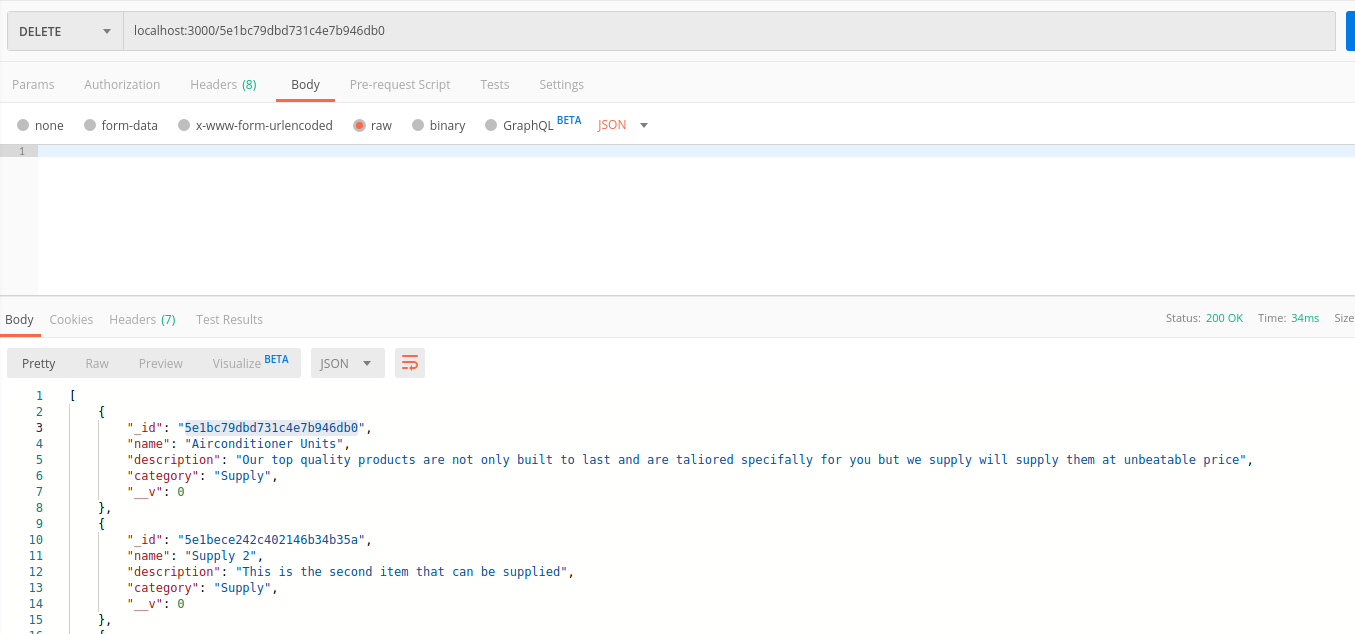 DELETE localhost:3000/5e1bc79dbd731c4e7b946db0
Params Authorization Headers (8) Body Pre-request Script Tests Settings
none form-data x-www-form-urlencoded raw binary GraphQL BETA JSON
1
Body Cookies Headers (7) Test Results Status: 200 OK Time: 34ms Size
Pretty Raw Preview Visualize BETA JSON
1 [
2 {
3 "_id": "5e1bc79dbd731c4e7b946db0",
4 "name": "Airconditioner Units",
5 "description": "Our top quality products are not only built to last and are taliored specifally for you but we supply will supply them at unbeatable price",
6 "category": "Supply",
7 "__v": 0
8 },
9 {
10 "_id": "5e1bece242c402146b34b35a",
11 "name": "Supply 2",
12 "description": "This is the second item that can be supplied",
13 "category": "Supply",
14 "__v": 0
15 },
16 {